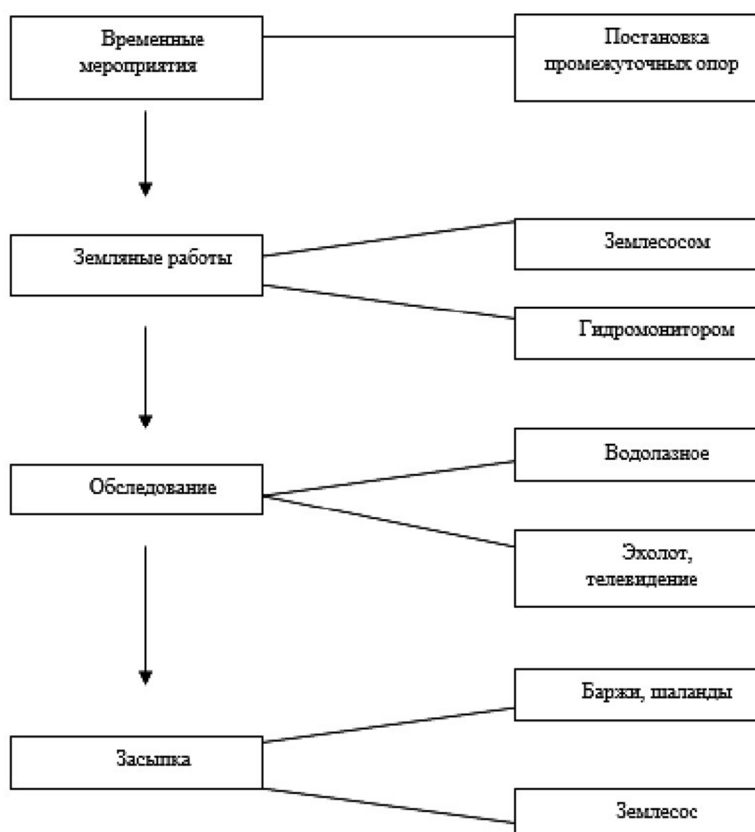 Временные
мероприятия
Постановка
промежуточных опор
Земляные работы
Землесосом
Гидромонитором
Обследование
Водолазное
Эхолот,
телевидение
Засыпка
Баржи, шаланды
Землесос